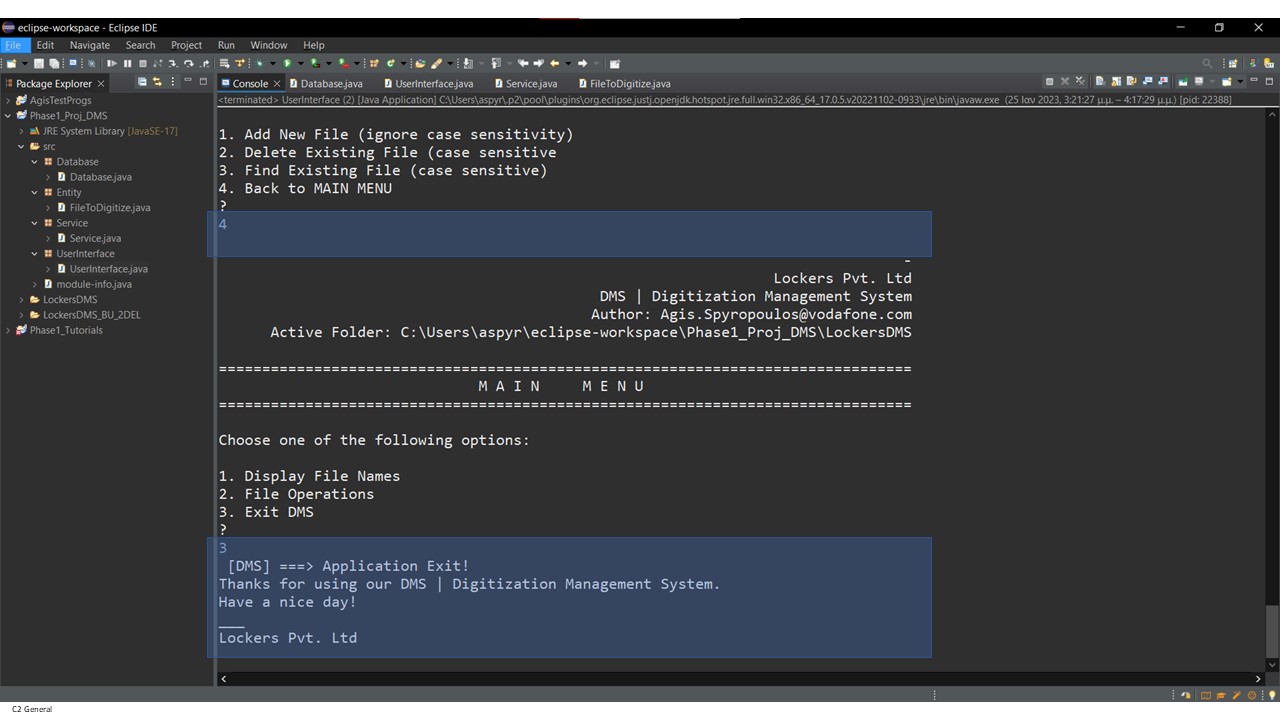 eclipse-workspace - Eclipse IDE
File Edit Navigate Search Project Run Window Help
Package Explorer
Console Database.java UserInterface.java Service.java FileToDigitize.java
<terminated> UserInterface (2) [Java Application] C:\Users\aspyr\.p2\pool\plugins\org.eclipse.justj.openjdk.hotspot.jre.full.win32.x86_64_17.0.5.v20221102-0933\jre\bin\javaw.exe (25 Ιαν 2023, 3:21:27 μ.μ. – 4:17:29 μ.μ.) [pid: 22388]
AgisTestProgs
Phase1_Proj_DMS
JRE System Library [JavaSE-17]
src
Database
Database.java
Entity
FileToDigitize.java
Service
Service.java
UserInterface
UserInterface.java
module-info.java
LockersDMS
LockersDMS_BU_2DEL
Phase1_Tutorials
1. Add New File (ignore case sensitivity)
2. Delete Existing File (case sensitive
3. Find Existing File (case sensitive)
4. Back to MAIN MENU
?
4
-
Lockers Pvt. Ltd
DMS | Digitization Management System
Author: Agis.Spyropoulos@vodafone.com
Active Folder: C:\Users\aspyr\eclipse-workspace\Phase1_Proj_DMS\LockersDMS
================================================================================
M A I N     M E N U
================================================================================
Choose one of the following options:
1. Display File Names
2. File Operations
3. Exit DMS
?
3
[DMS] ===> Application Exit!
Thanks for using our DMS | Digitization Management System.
Have a nice day!
___
Lockers Pvt. Ltd
C2 General